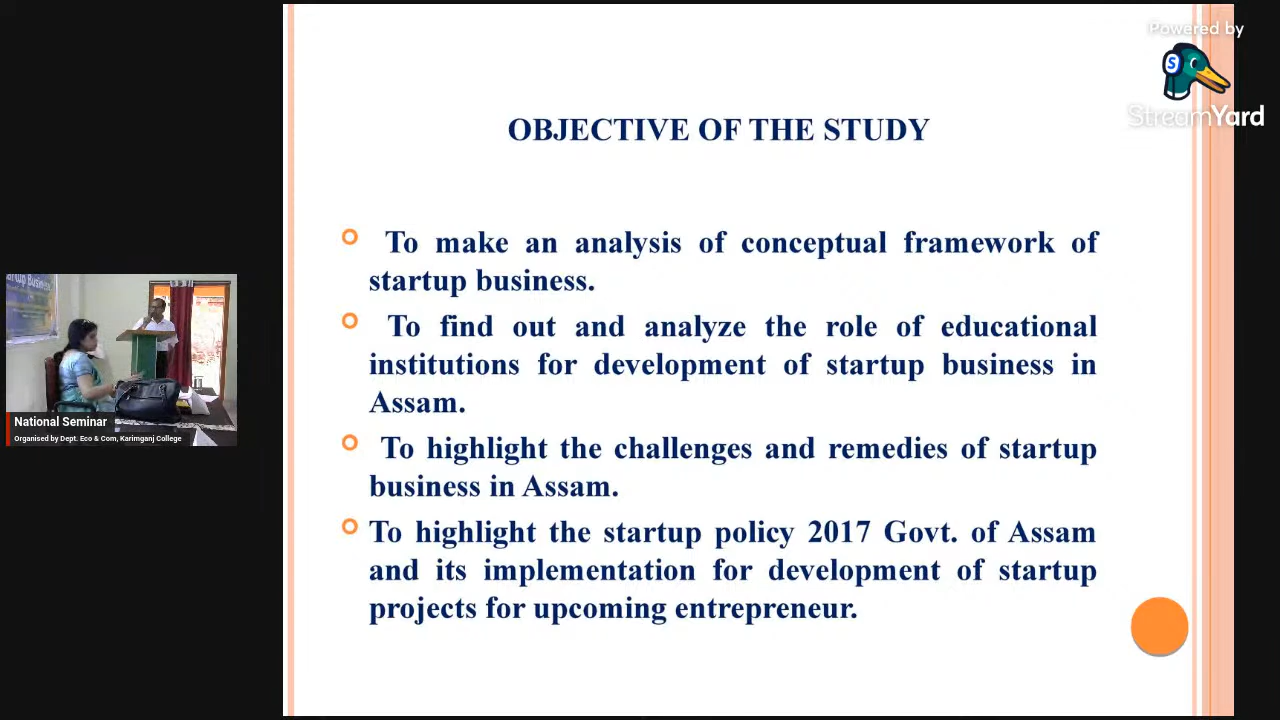 Powered by
StreamYard
OBJECTIVE OF THE STUDY
To make an analysis of conceptual framework of
startup business.
To find out and analyze the role of educational
institutions for development of startup business in
Assam.
To highlight the challenges and remedies of startup
business in Assam.
To highlight the startup policy 2017 Govt. of Assam
and its implementation for development of startup
projects for upcoming entrepreneur.
Business
National Seminar
Organised by Dept. Eco & Com, Karimganj College